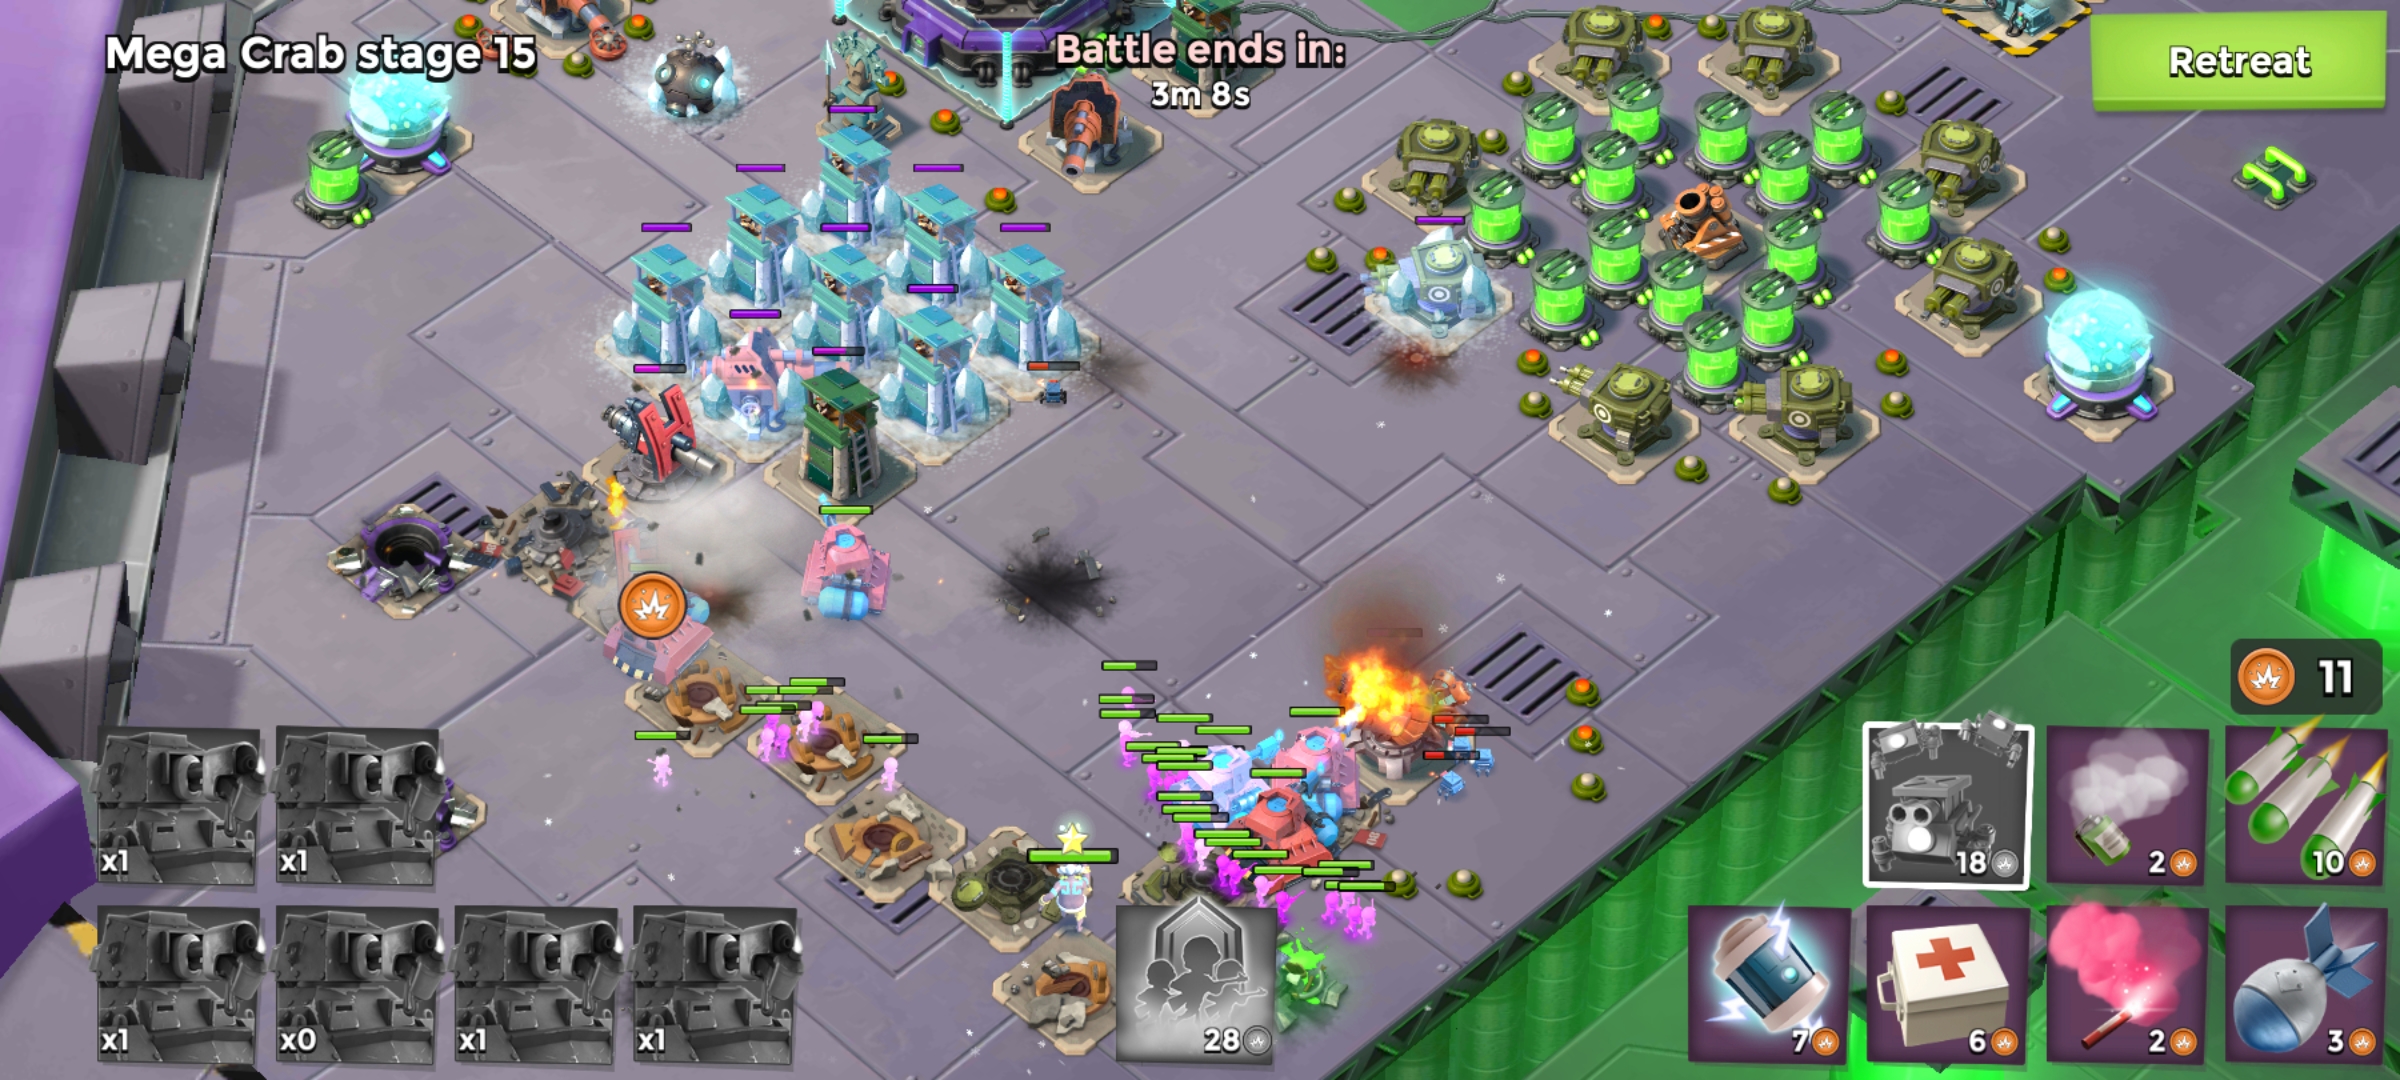 Mega Crab stage 15
Battle ends in:
3m 8s
Retreat
11
x1
x1
18
2
10
x1
x0
x1
x1
28
7
6
2
3